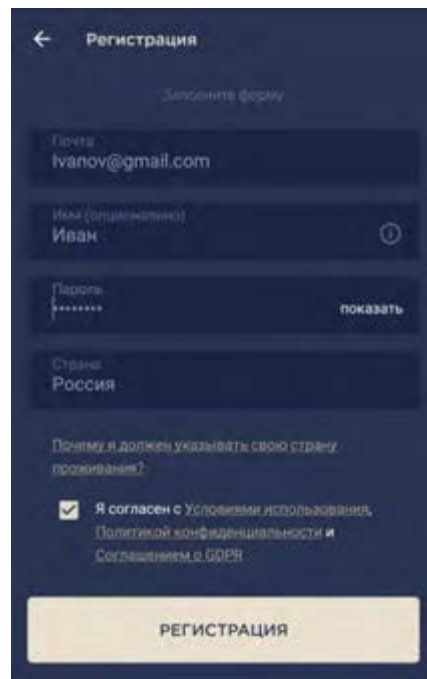 Регистрация
Заполните форму
Почта
Ivanov@gmail.com
Имя (опционально)
Иван
Пароль
••••••••
показать
Страна
Россия
Почему я должен указывать свою страну
проживания?
Я согласен с Условиями использования,
Политикой конфиденциальности и
Соглашением о GDPR
РЕГИСТРАЦИЯ